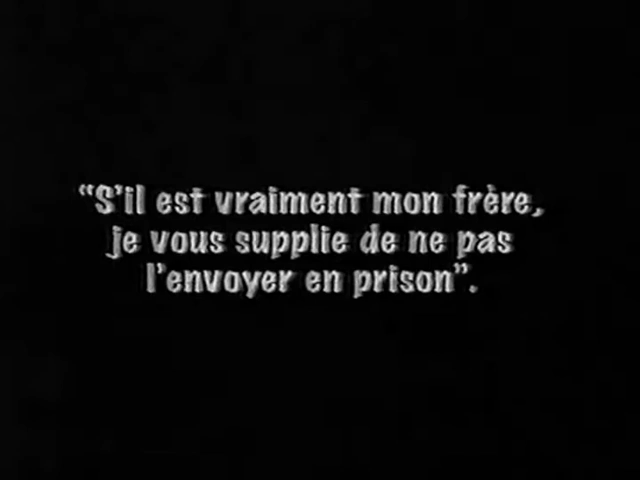 “S'il est vraiment mon frère,
je vous supplie de ne pas
l'envoyer en prison”.